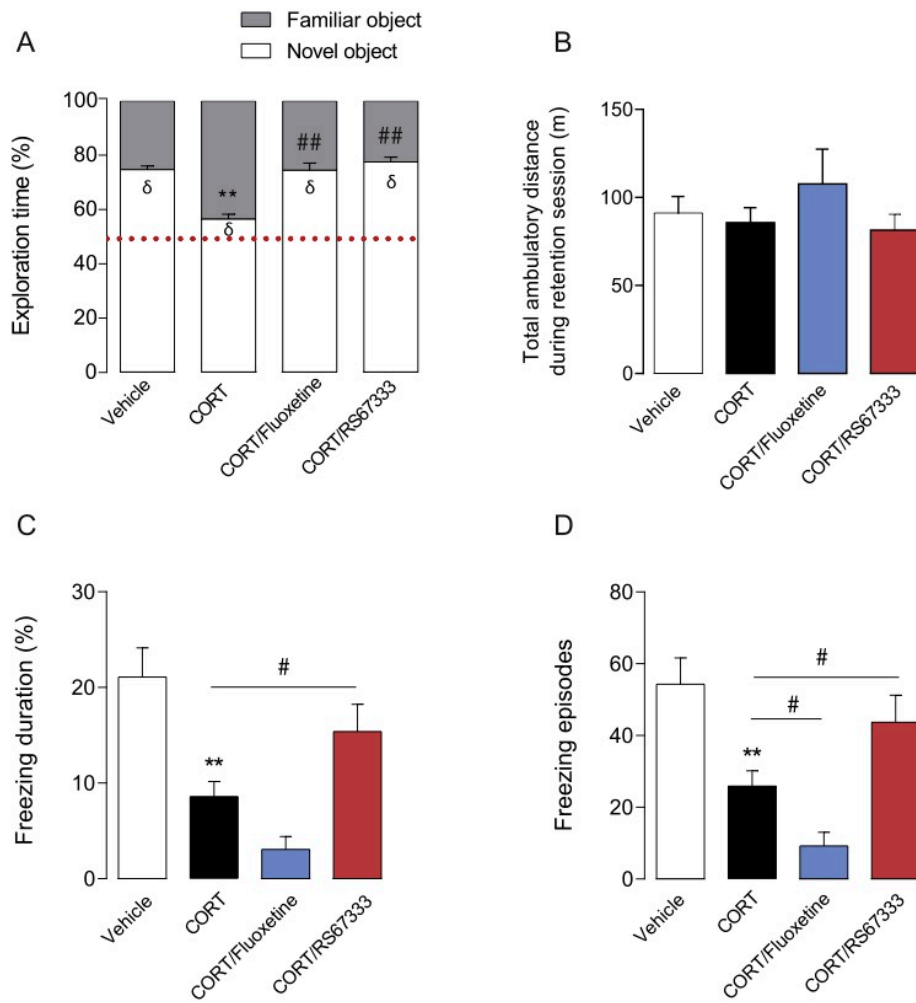 Familiar object
Novel object
A
Exploration time (%)
100
80
60
40
20
0
δ
**
δ
##
δ
##
δ
Vehicle
CORT
CORT/Fluoxetine
CORT/RS67333
B
Total ambulatory distance
during retention session (m)
150
100
50
0
Vehicle
CORT
CORT/Fluoxetine
CORT/RS67333
C
Freezing duration (%)
30
20
10
0
**
#
Vehicle
CORT
CORT/Fluoxetine
CORT/RS67333
D
Freezing episodes
80
60
40
20
0
**
#
#
Vehicle
CORT
CORT/Fluoxetine
CORT/RS67333